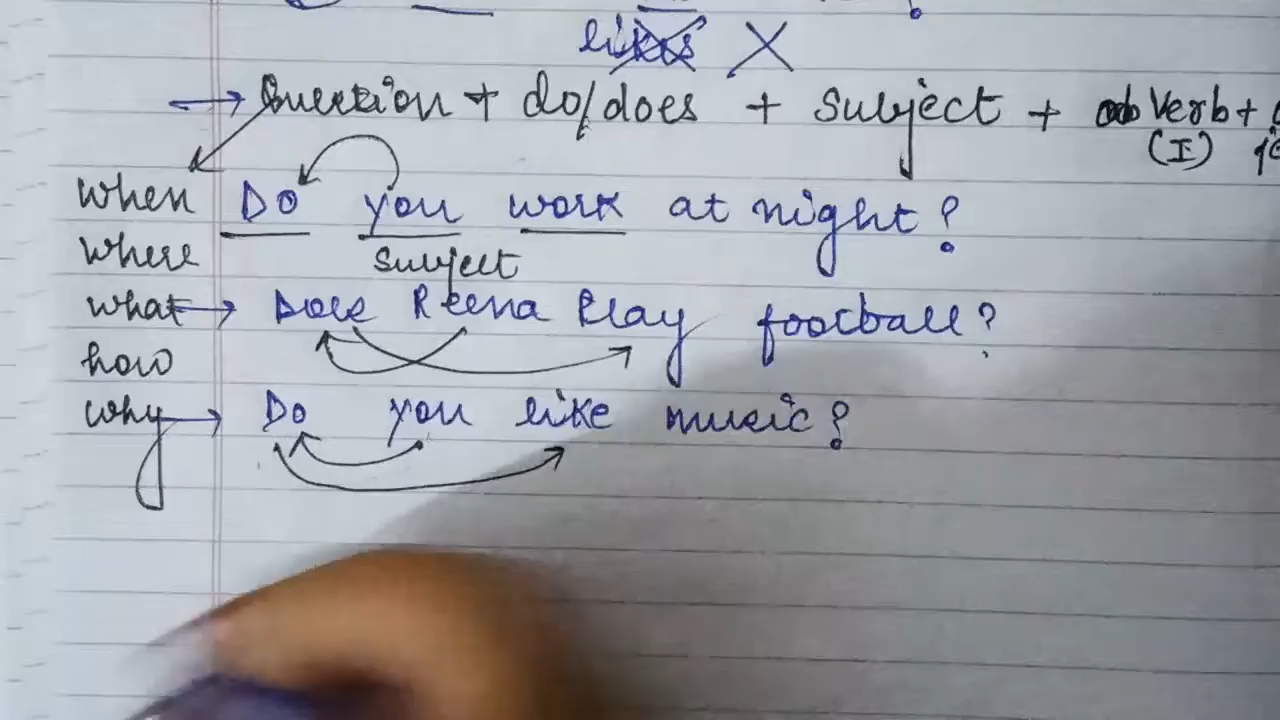 likes X
→ Question + do/does + Subject + Verb +
(I)
when Do you work at night?
where subject
what → Does Reena Play football?
how
why → Do you like music?